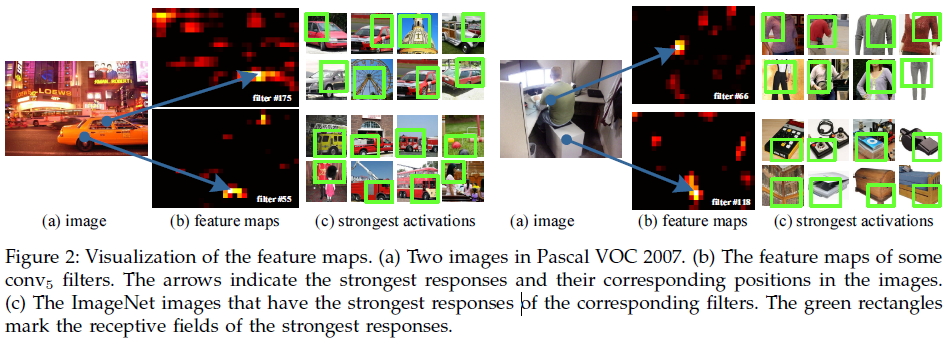 LOEWS
filter #175
filter #55
filter #66
filter #118
(a) image
(b) feature maps
(c) strongest activations
(a) image
(b) feature maps
(c) strongest activations
Figure 2: Visualization of the feature maps. (a) Two images in Pascal VOC 2007. (b) The feature maps of some
conv5 filters. The arrows indicate the strongest responses and their corresponding positions in the images.
(c) The ImageNet images that have the strongest responses of the corresponding filters. The green rectangles
mark the receptive fields of the strongest responses.